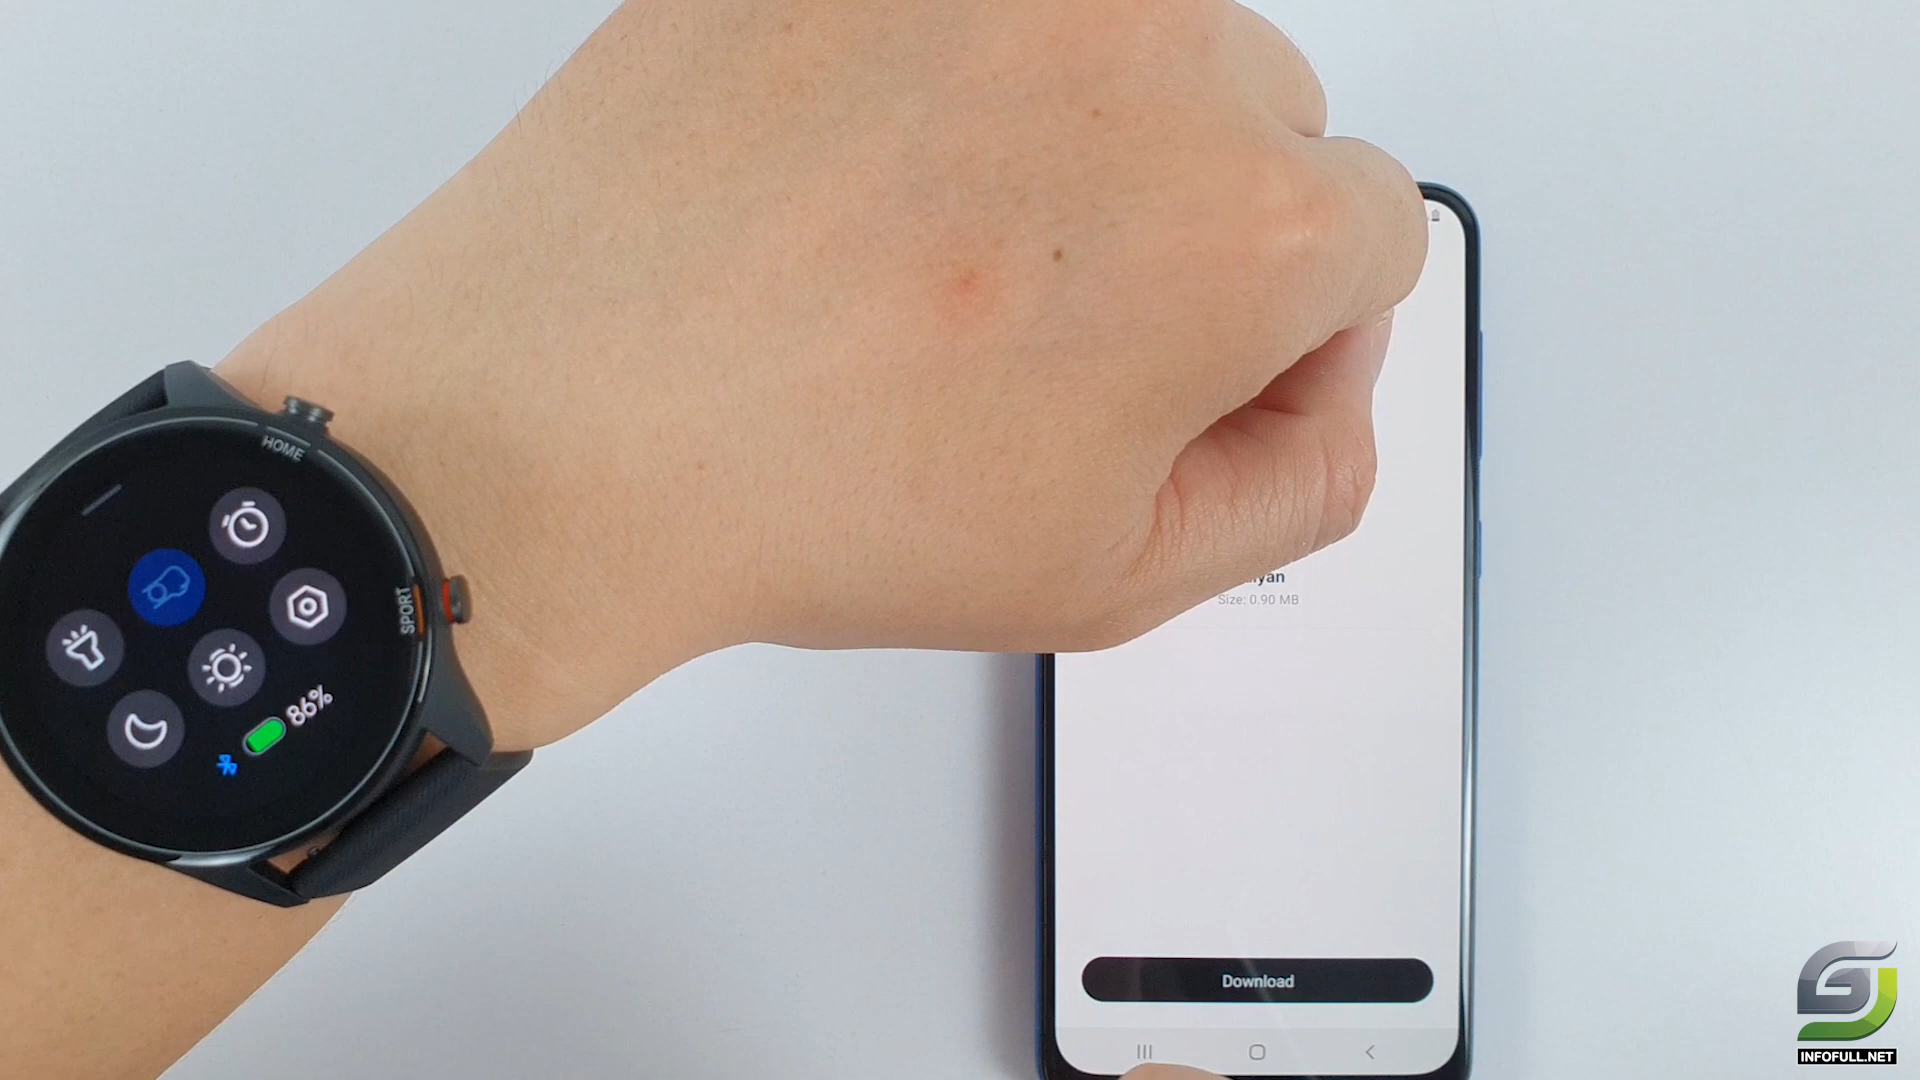 HOME
SPORT
86%
Size: 0.90 MB
Download
INFOFULL.NET